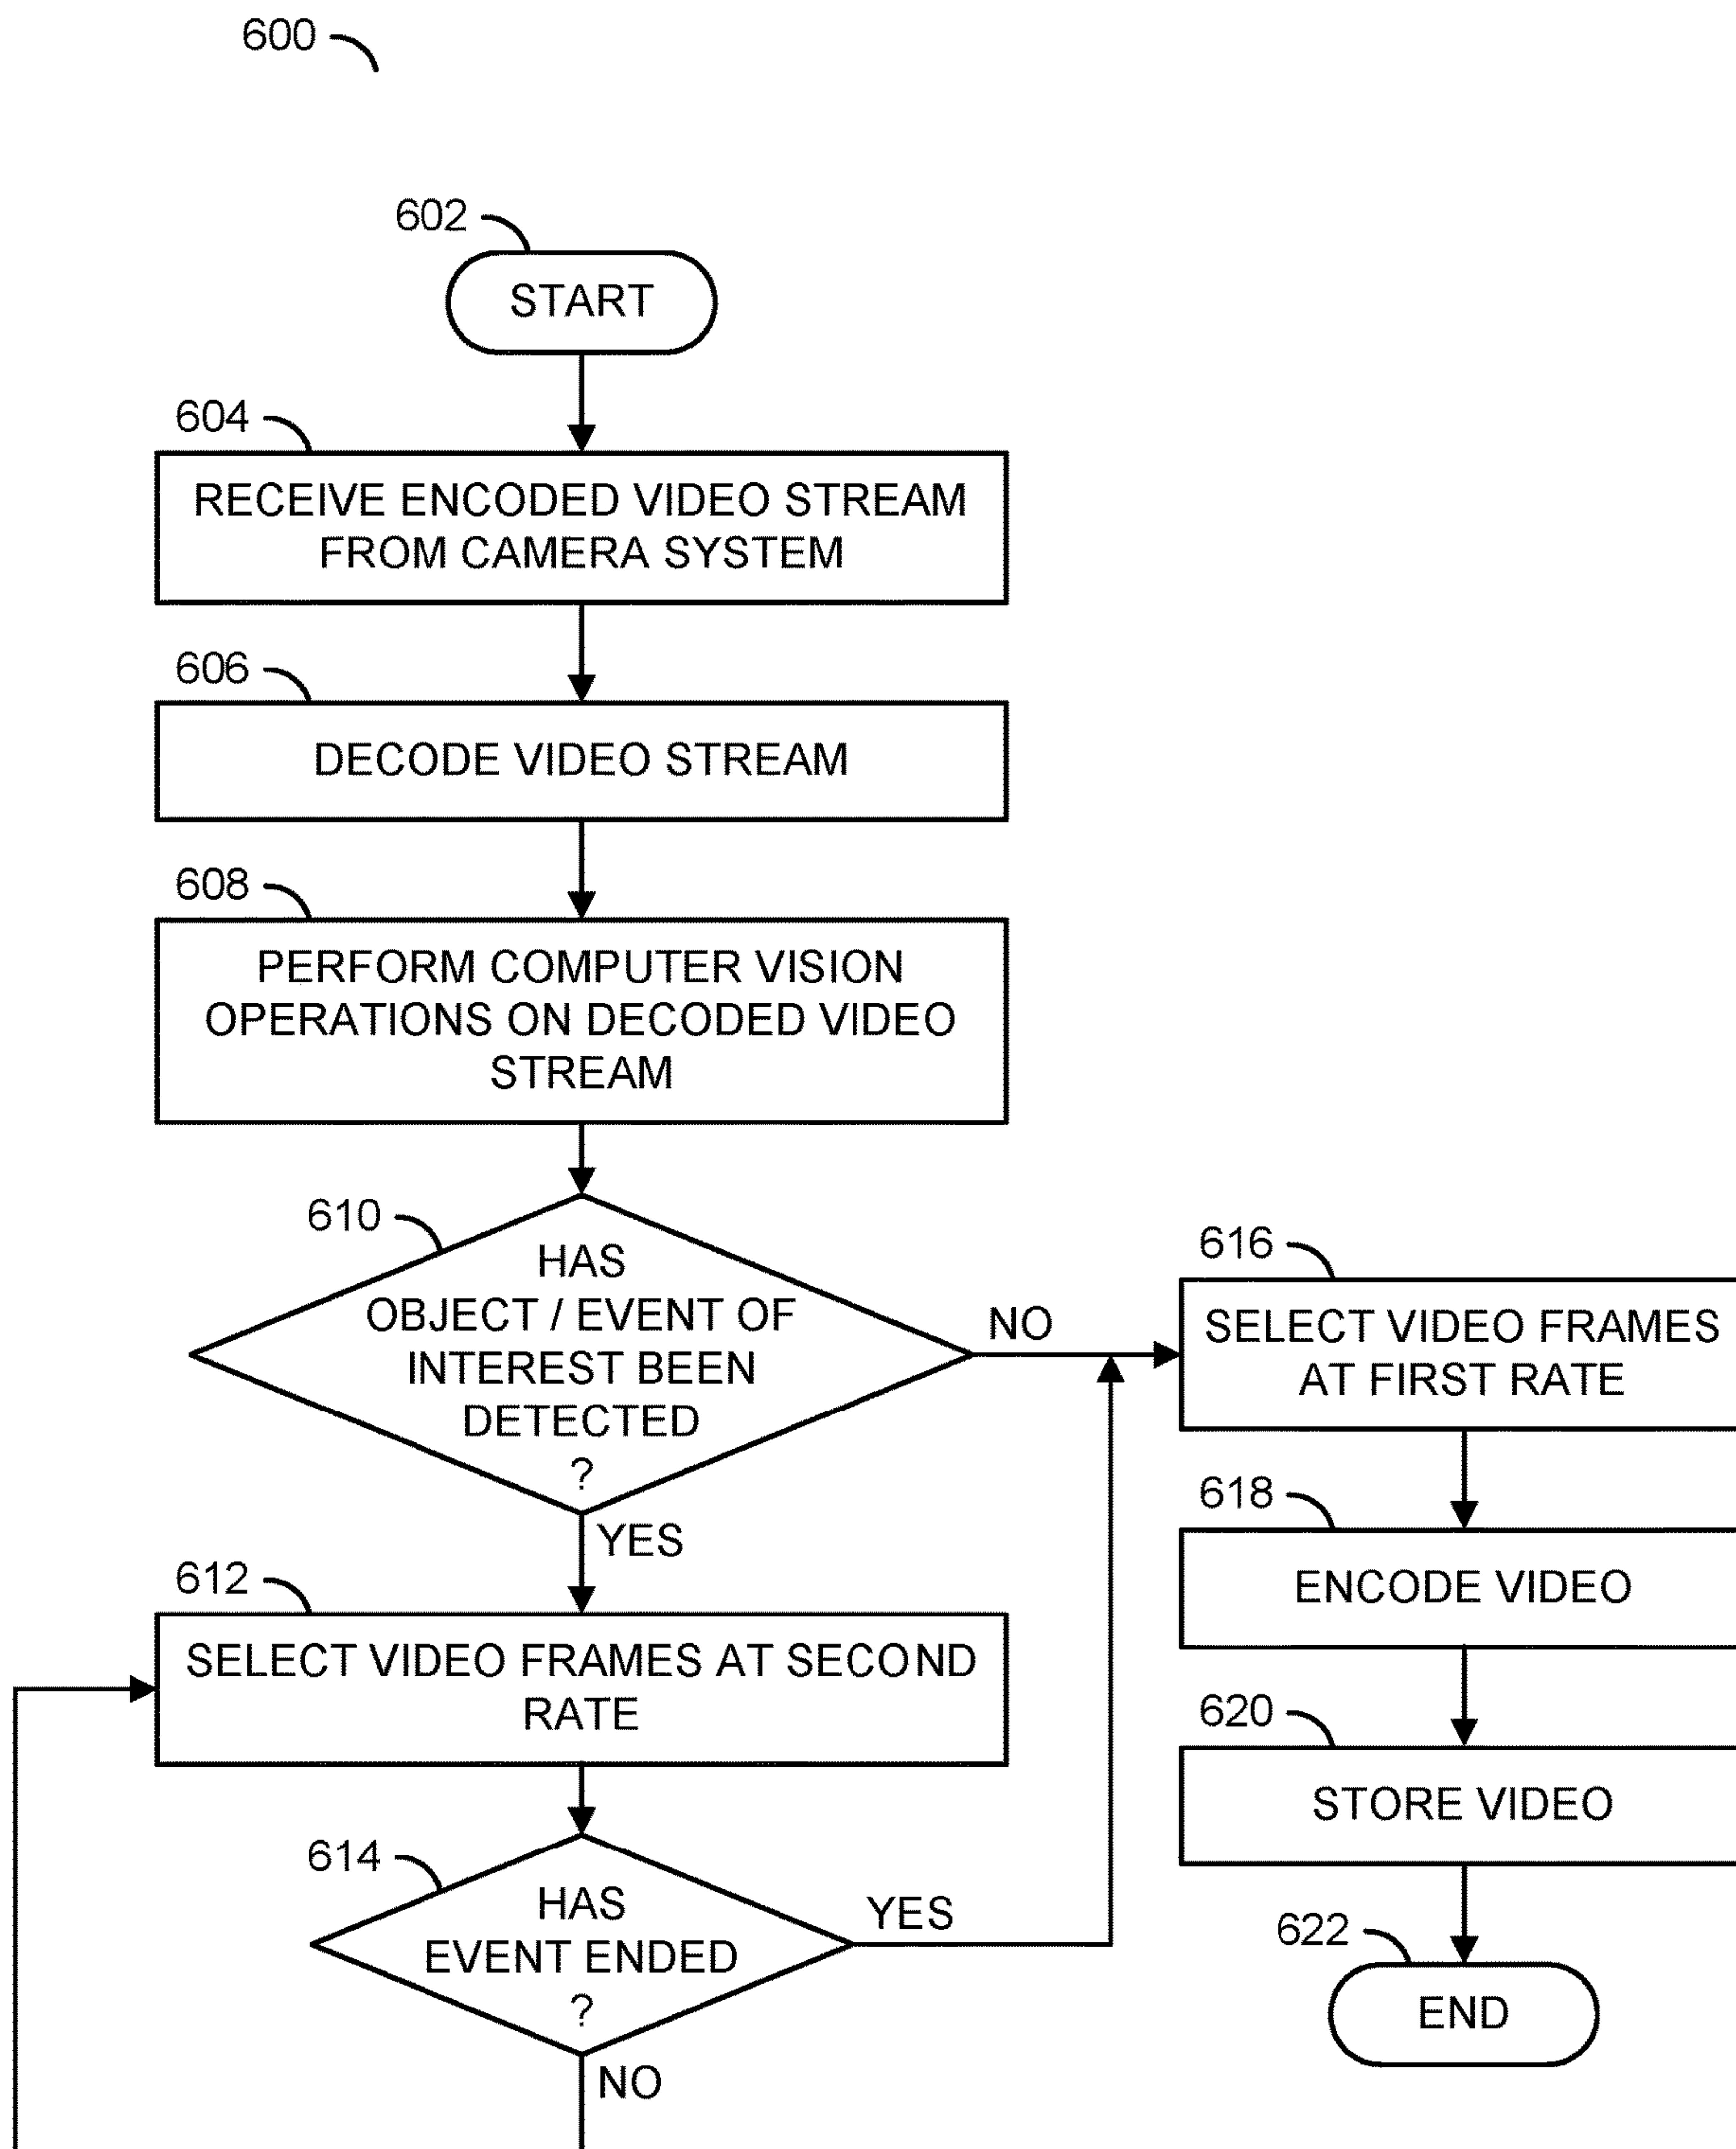 600
602
START
604
RECEIVE ENCODED VIDEO STREAM
FROM CAMERA SYSTEM
606
DECODE VIDEO STREAM
608
PERFORM COMPUTER VISION
OPERATIONS ON DECODED VIDEO
STREAM
610
HAS
OBJECT / EVENT OF
INTEREST BEEN
DETECTED
?
NO
YES
612
SELECT VIDEO FRAMES AT SECOND
RATE
614
HAS
EVENT ENDED
?
YES
NO
616
SELECT VIDEO FRAMES
AT FIRST RATE
618
ENCODE VIDEO
620
STORE VIDEO
622
END